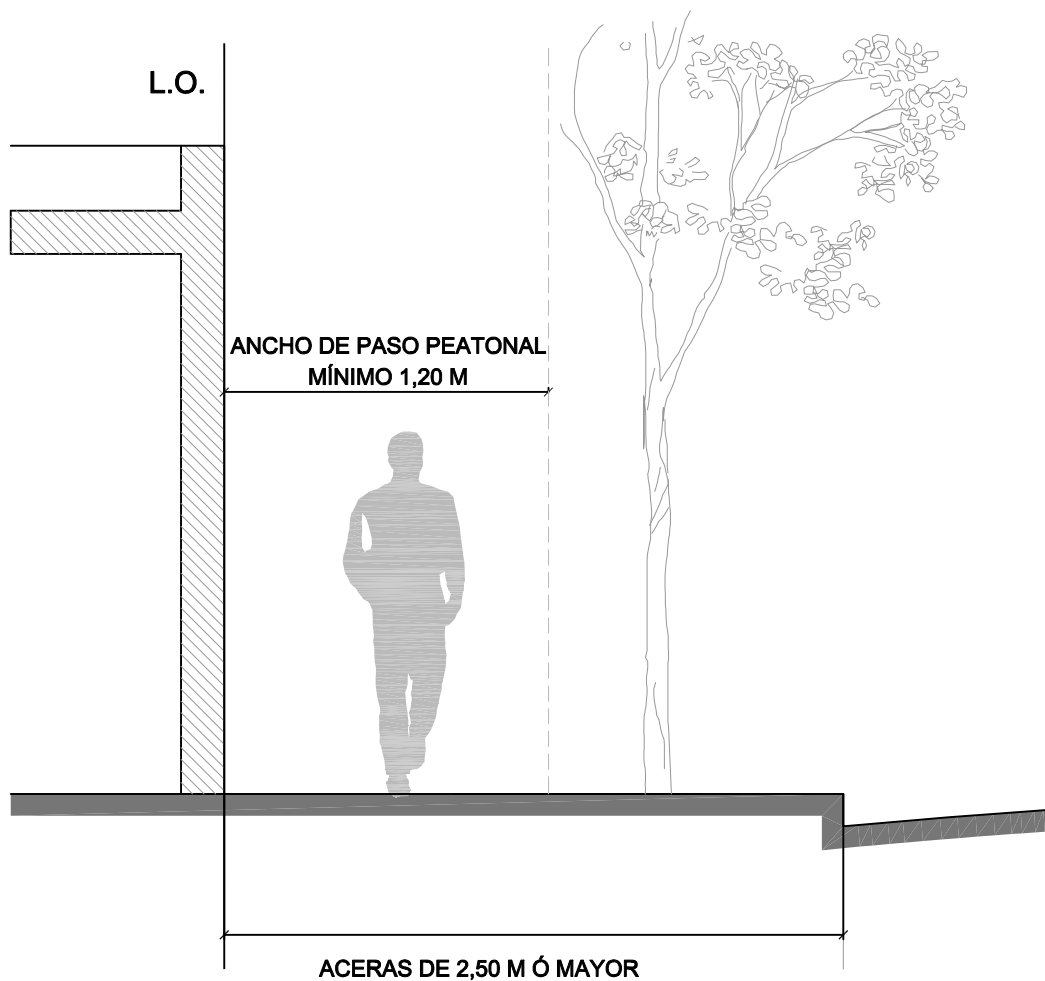 L.O.
ANCHO DE PASO PEATONAL
MÍNIMO 1,20 M
ACERAS DE 2,50 M Ó MAYOR